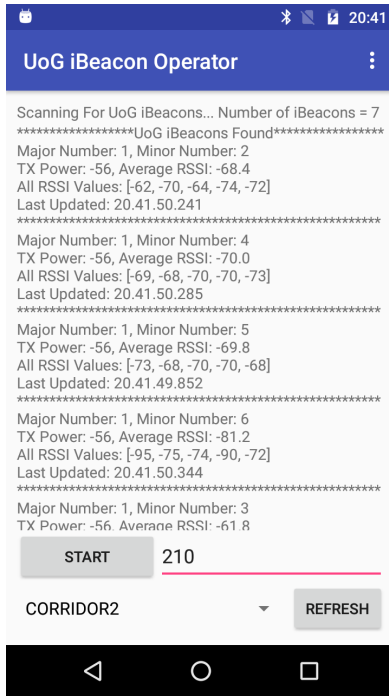 20:41
UoG iBeacon Operator
Scanning For UoG iBeacons... Number of iBeacons = 7
******************UoG iBeacons Found*****************
Major Number: 1, Minor Number: 2
TX Power: -56, Average RSSI: -68.4
All RSSI Values: [-62, -70, -64, -74, -72]
Last Updated: 20.41.50.241
********************************************************
Major Number: 1, Minor Number: 4
TX Power: -56, Average RSSI: -70.0
All RSSI Values: [-69, -68, -70, -70, -73]
Last Updated: 20.41.50.285
********************************************************
Major Number: 1, Minor Number: 5
TX Power: -56, Average RSSI: -69.8
All RSSI Values: [-73, -68, -70, -70, -68]
Last Updated: 20.41.49.852
********************************************************
Major Number: 1, Minor Number: 6
TX Power: -56, Average RSSI: -81.2
All RSSI Values: [-95, -75, -74, -90, -72]
Last Updated: 20.41.50.344
********************************************************
Major Number: 1, Minor Number: 3
TX Power: -56, Average RSSI: -61.8
START 210
CORRIDOR2 REFRESH